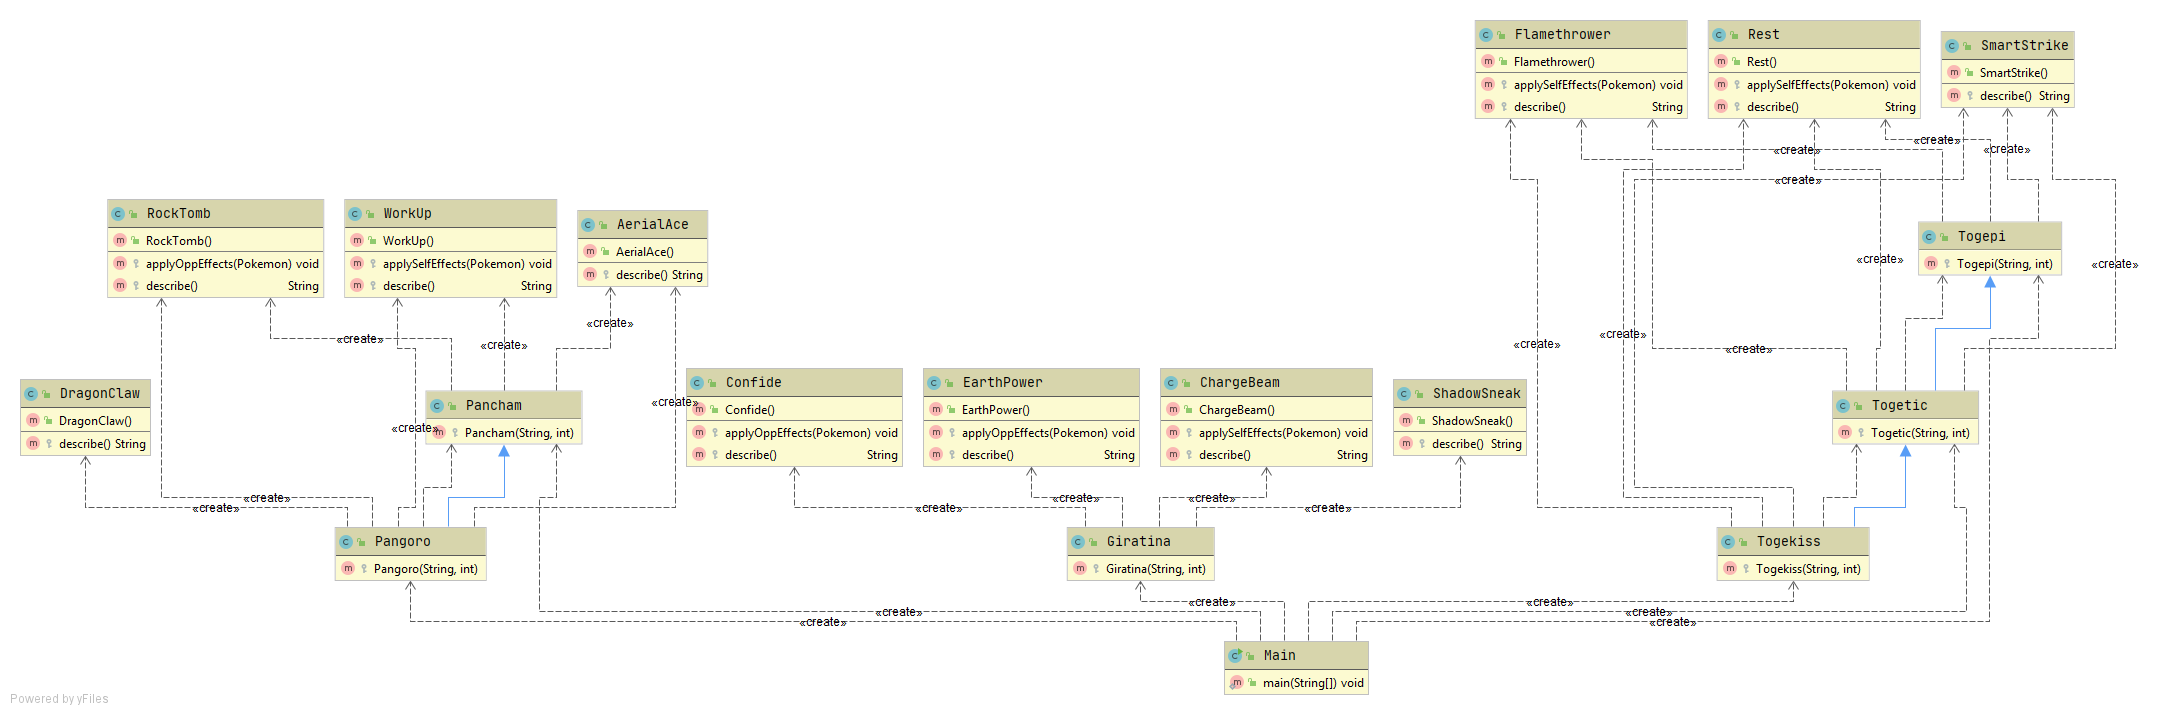 Flamethrower
Flamethrower()
applySelfEffects(Pokemon) void
describe() String
Rest
Rest()
applySelfEffects(Pokemon) void
describe() String
SmartStrike
SmartStrike()
describe() String
«create»
«create»
«create»
«create»
RockTomb
RockTomb()
applyOppEffects(Pokemon) void
describe() String
WorkUp
WorkUp()
applySelfEffects(Pokemon) void
describe() String
AerialAce
AerialAce()
describe() String
Togepi
Togepi(String, int)
«create»
«create»
«create»
«create»
«create»
«create»
«create»
«create»
«create»
DragonClaw
DragonClaw()
describe() String
Pancham
Pancham(String, int)
«create»
«create»
Confide
Confide()
applyOppEffects(Pokemon) void
describe() String
EarthPower
EarthPower()
applyOppEffects(Pokemon) void
describe() String
ChargeBeam
ChargeBeam()
applySelfEffects(Pokemon) void
describe() String
ShadowSneak
ShadowSneak()
describe() String
Togetic
Togetic(String, int)
«create»
«create»
«create»
«create»
«create»
«create»
Pangoro
Pangoro(String, int)
Giratina
Giratina(String, int)
Togekiss
Togekiss(String, int)
«create»
«create»
«create»
«create»
«create»
«create»
Main
main(String[]) void
Powered by yFiles